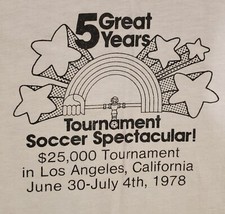 5 Great
Years
Tournament
Soccer Spectacular!
$25,000 Tournament
in Los Angeles, California
June 30-July 4th, 1978